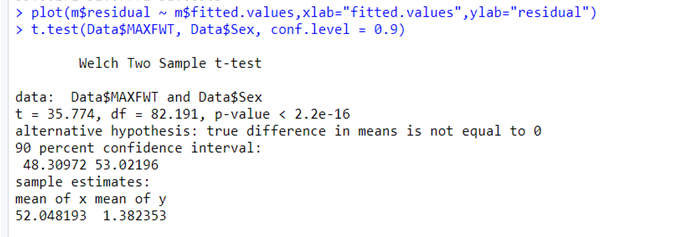 > plot(m$residual ~ m$fitted.values,xlab="fitted.values",ylab="residual")
> t.test(Data$MAXFWT, Data$Sex, conf.level = 0.9)
Welch Two Sample t-test
data:  Data$MAXFWT and Data$Sex
t = 35.774, df = 82.191, p-value < 2.2e-16
alternative hypothesis: true difference in means is not equal to 0
90 percent confidence interval:
48.30972 53.02196
sample estimates:
mean of x mean of y
52.048193  1.382353